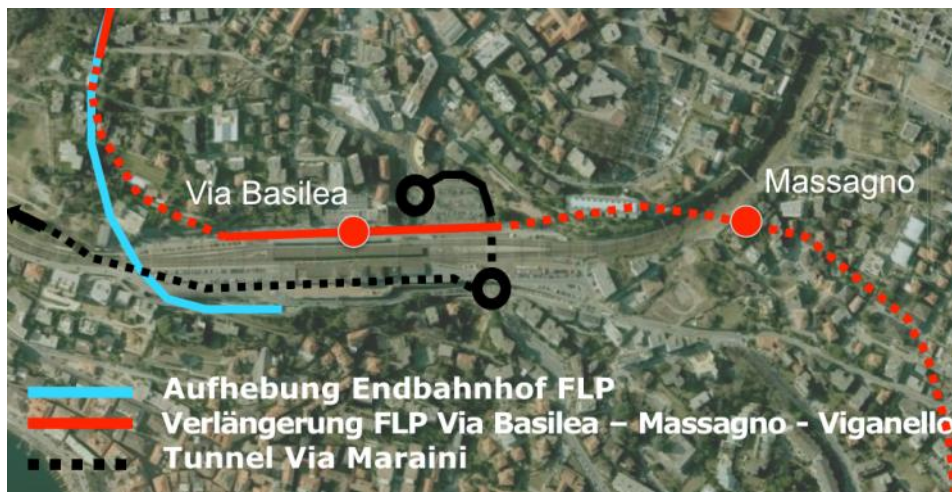 Via Basilea
Massagno
Aufhebung Endbahnhof FLP
Verlängerung FLP Via Basilea – Massagno - Viganello
Tunnel Via Maraini